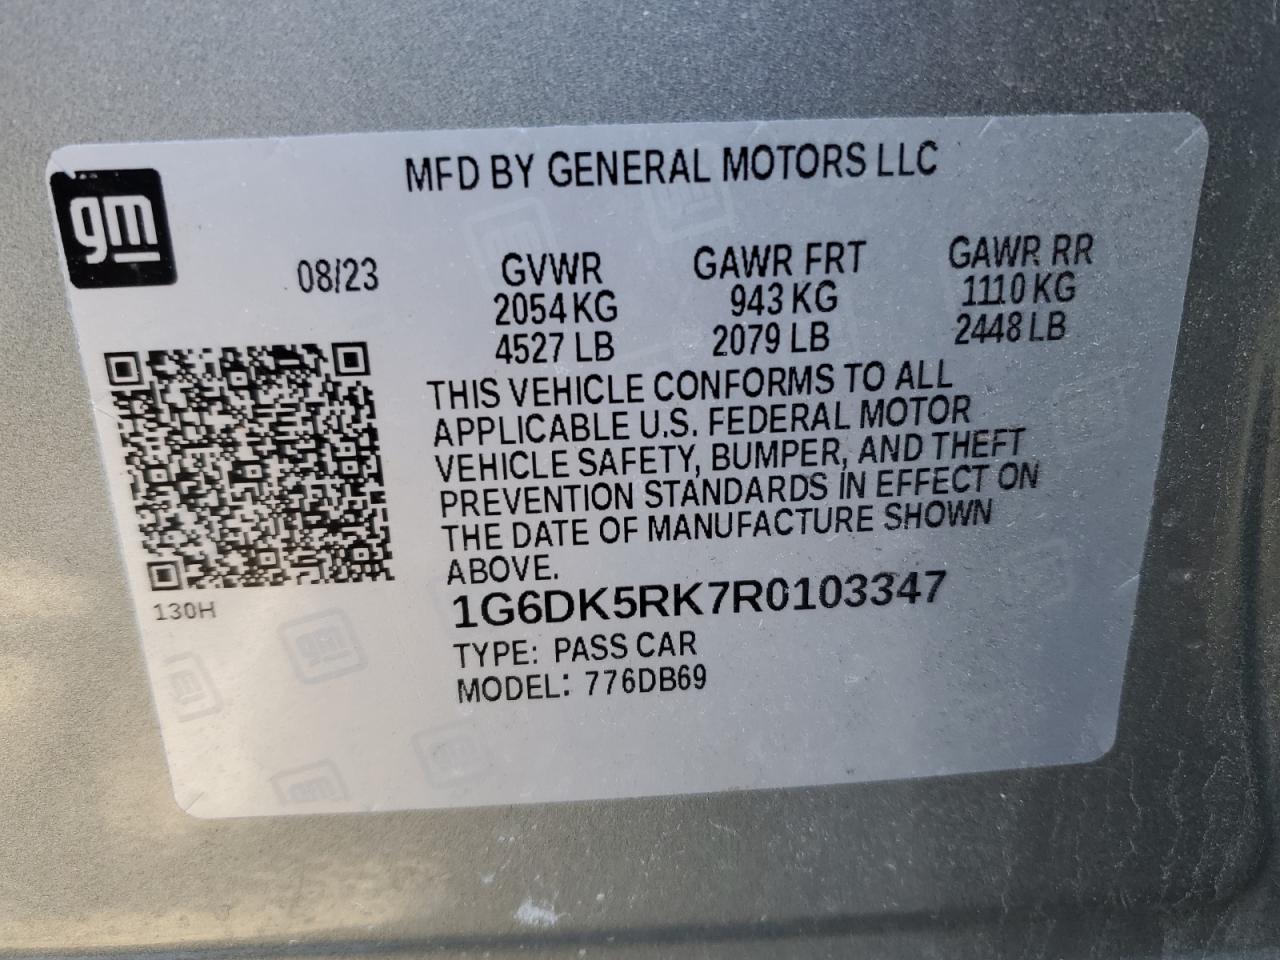 gm
MFD BY GENERAL MOTORS LLC
08/23
GVWR
2054 KG
4527 LB
GAWR FRT
943 KG
2079 LB
GAWR RR
1110 KG
2448 LB
THIS VEHICLE CONFORMS TO ALL
APPLICABLE U.S. FEDERAL MOTOR
VEHICLE SAFETY, BUMPER, AND THEFT
PREVENTION STANDARDS IN EFFECT ON
THE DATE OF MANUFACTURE SHOWN
ABOVE.
130H
1G6DK5RK7R0103347
TYPE: PASS CAR
MODEL: 776DB69